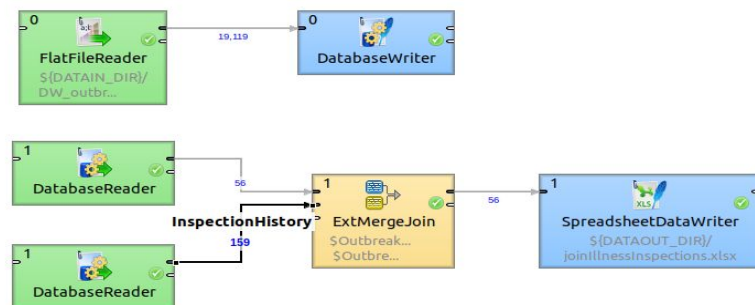 0
FlatFileReader
${DATAIN_DIR}/
DW_outbr...
19,119
0
DatabaseWriter
1
DatabaseReader
56
InspectionHistory
159
1
DatabaseReader
1
ExtMergeJoin
$Outbreak...
$Outbre...
56
1
XLS
SpreadsheetDataWriter
${DATAOUT_DIR}/
joinIllnessInspections.xlsx